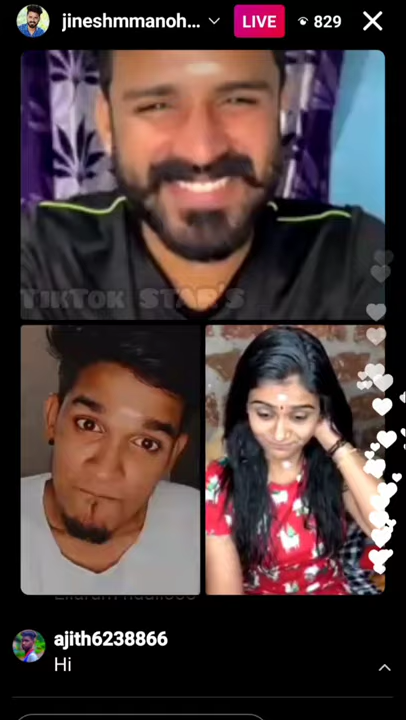 jineshmmanoh...
LIVE
829
TIKTOK STAR'S
ajith6238866
Hi